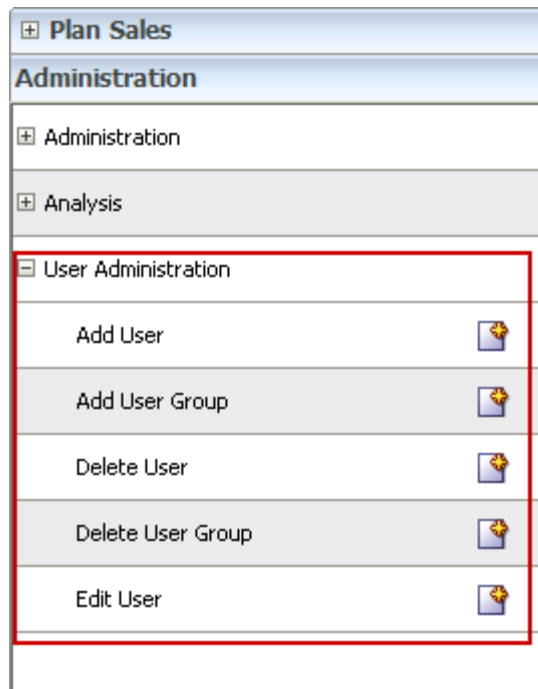 Plan Sales
Administration
Administration
Analysis
User Administration
Add User
Add User Group
Delete User
Delete User Group
Edit User